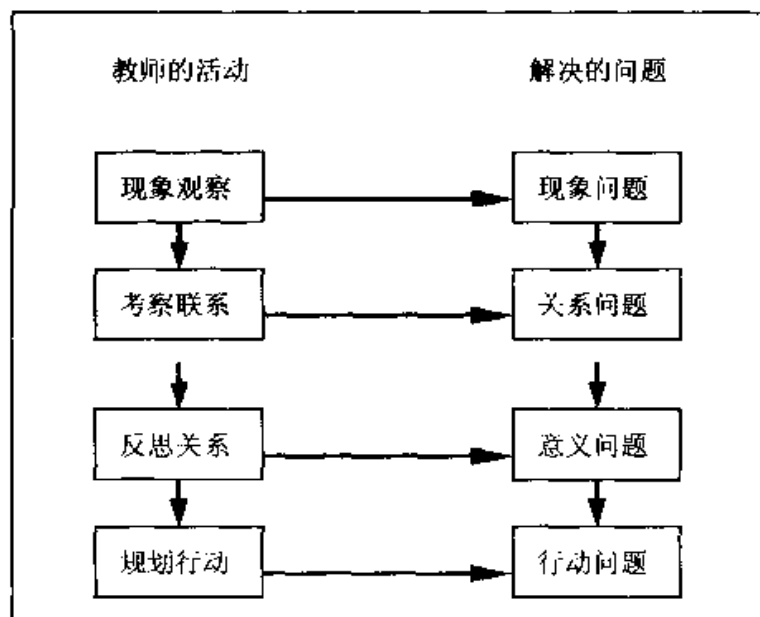 教师的活动 解决的问题
现象观察 现象问题
考察联系 关系问题
反思关系 意义问题
规划行动 行动问题